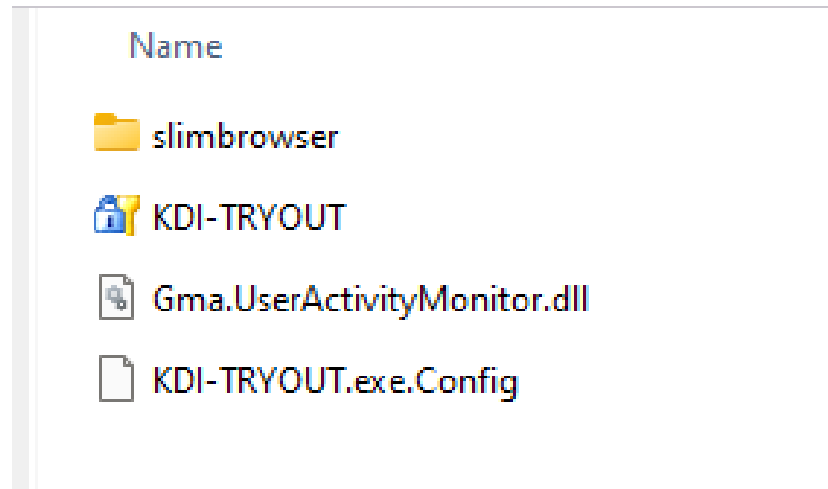 Name
slimbrowser
KDI-TRYOUT
Gma.UserActivityMonitor.dll
KDI-TRYOUT.exe.Config